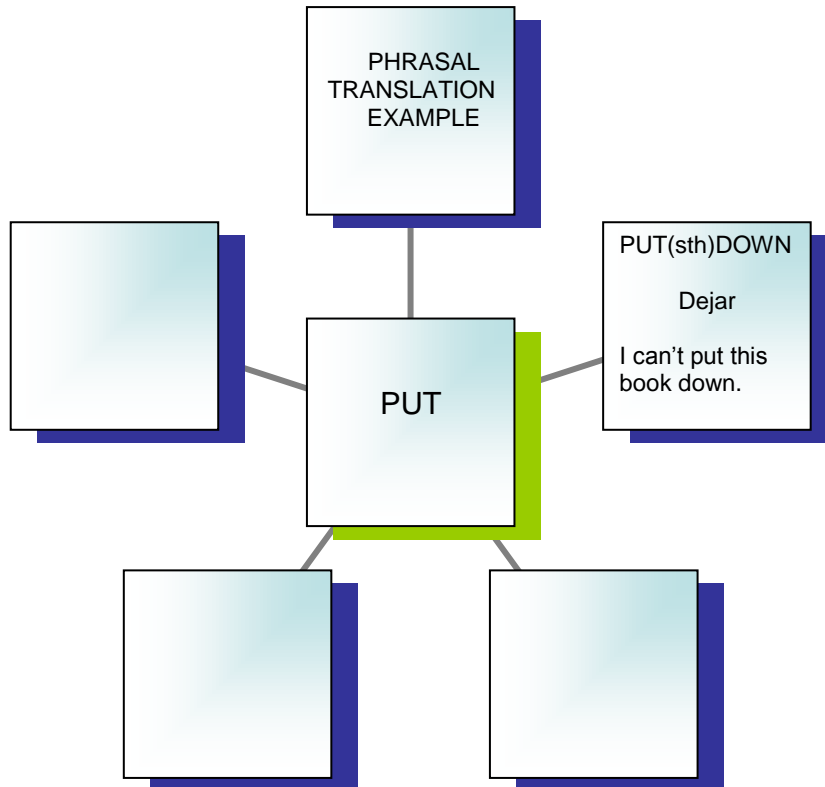 PHRASAL
TRANSLATION
EXAMPLE
PUT(sth)DOWN
Dejar
I can't put this
book down.
PUT